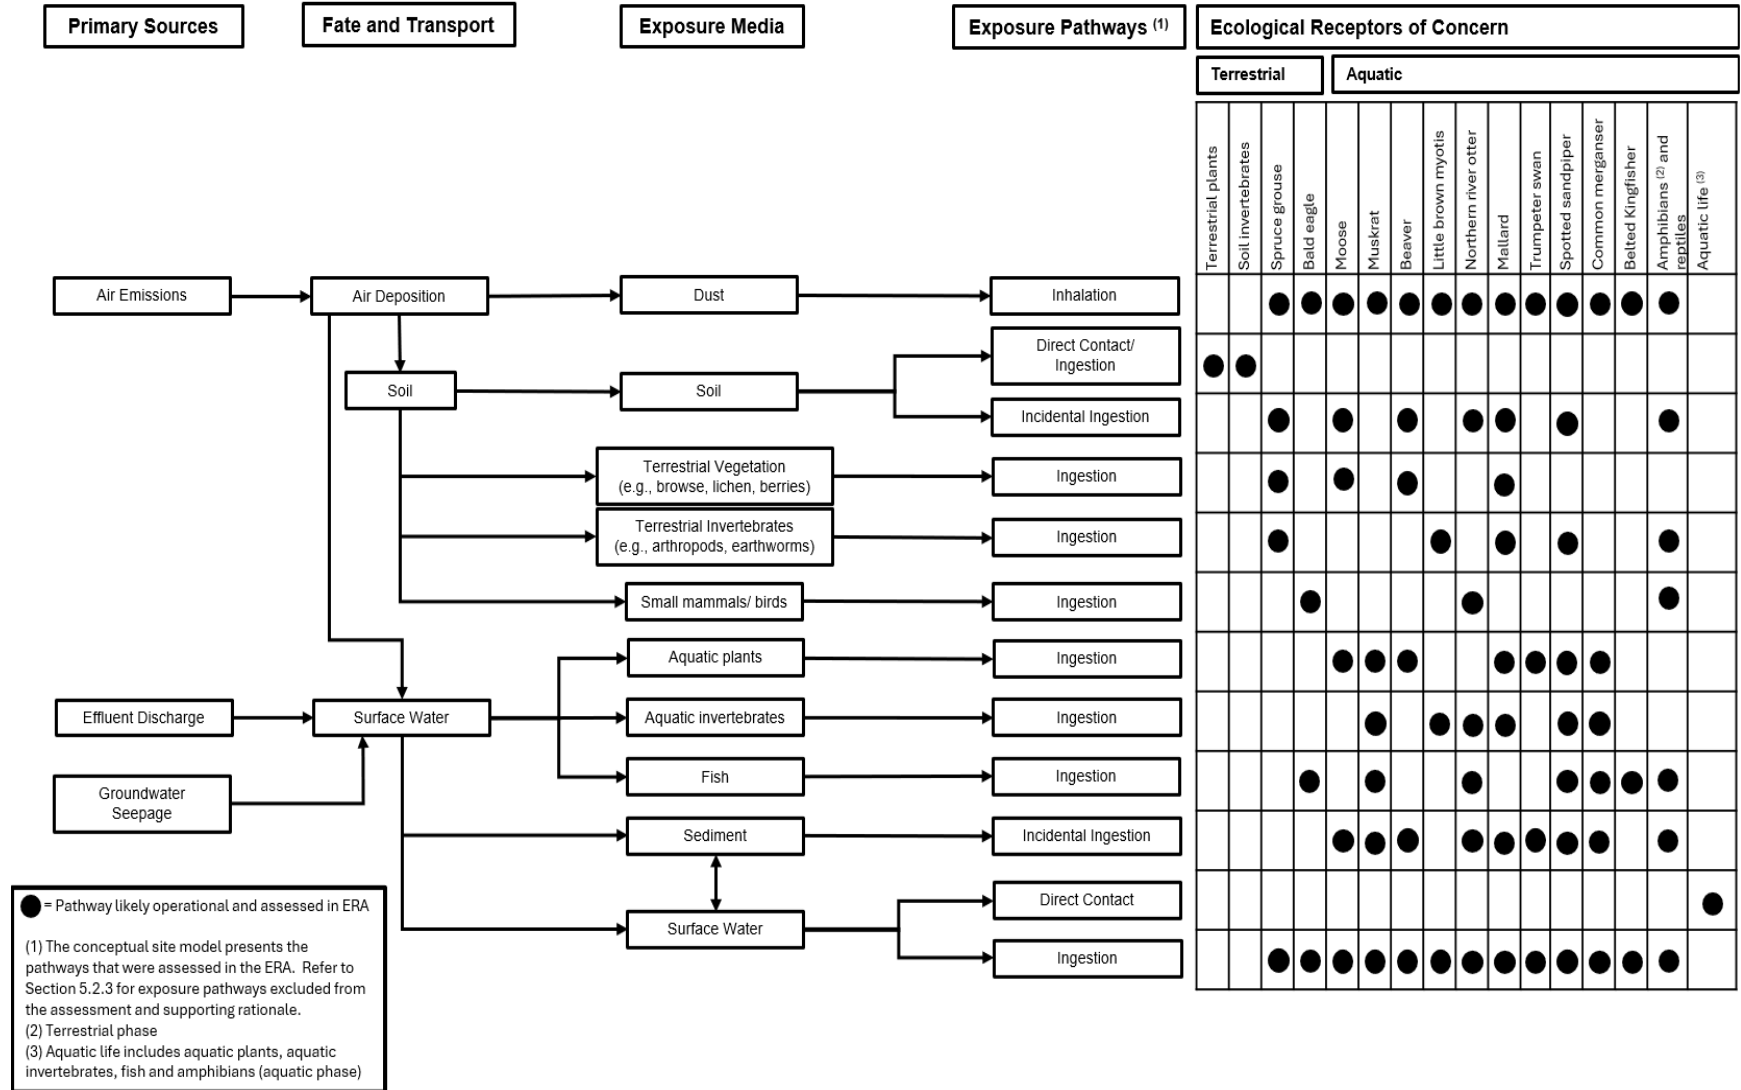 Primary Sources
Fate and Transport
Exposure Media
Exposure Pathways (1)
Ecological Receptors of Concern
Terrestrial
Aquatic
Terrestrial plants
Soil invertebrates
Spruce grouse
Bald eagle
Moose
Muskrat
Beaver
Little brown myotis
Northern river otter
Mallard
Trumpeter swan
Spotted sandpiper
Common merganser
Belted Kingfisher
Amphibians (2) and
reptiles
Aquatic life (3)
Air Emissions
Air Deposition
Dust
Inhalation
Direct Contact/
Ingestion
Soil
Soil
Incidental Ingestion
Terrestrial Vegetation
(e.g., browse, lichen, berries)
Ingestion
Terrestrial Invertebrates
(e.g., arthropods, earthworms)
Ingestion
Small mammals/ birds
Ingestion
Aquatic plants
Ingestion
Effluent Discharge
Surface Water
Aquatic invertebrates
Ingestion
Fish
Ingestion
Groundwater
Seepage
Sediment
Incidental Ingestion
Direct Contact
Surface Water
Ingestion
= Pathway likely operational and assessed in ERA
(1) The conceptual site model presents the
pathways that were assessed in the ERA. Refer to
Section 5.2.3 for exposure pathways excluded from
the assessment and supporting rationale.
(2) Terrestrial phase
(3) Aquatic life includes aquatic plants, aquatic
invertebrates, fish and amphibians (aquatic phase)